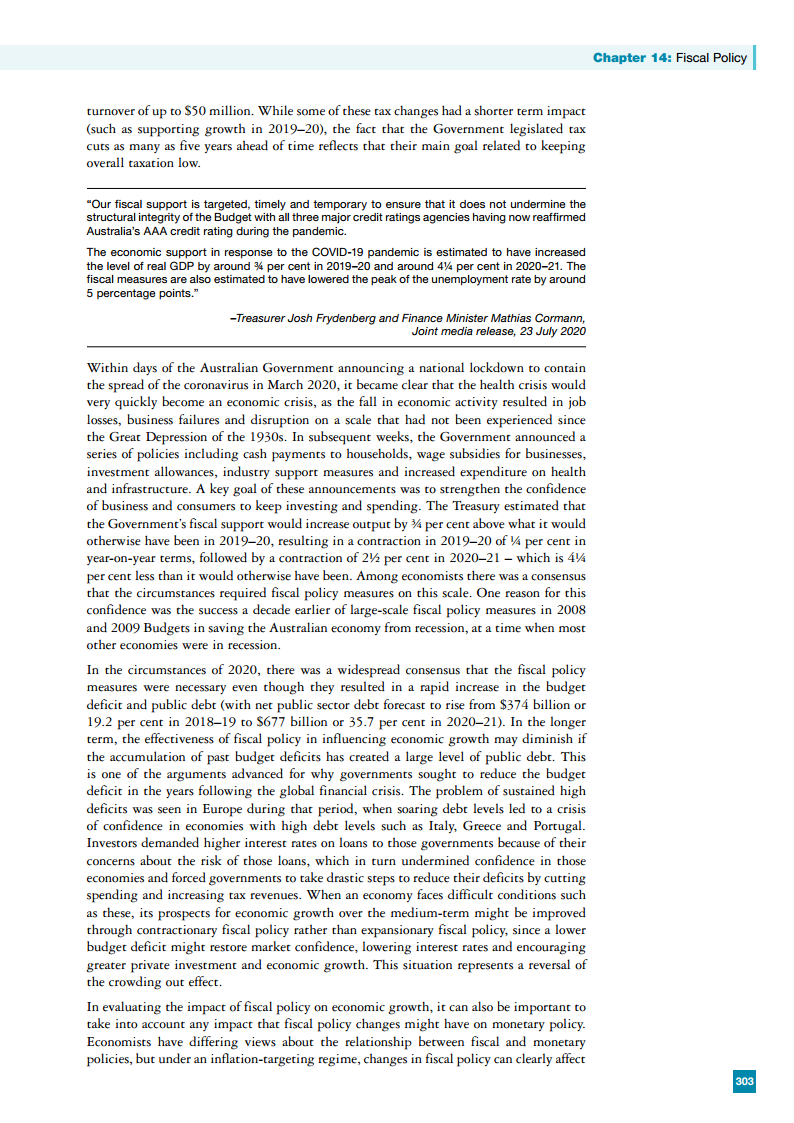 Chapter 14: Fiscal Policy
turnover of up to $50 million. While some of these tax changes had a shorter term impact
(such as supporting growth in 2019–20), the fact that the Government legislated tax
cuts as many as five years ahead of time reflects that their main goal related to keeping
overall taxation low.
“Our fiscal support is targeted, timely and temporary to ensure that it does not undermine the
structural integrity of the Budget with all three major credit ratings agencies having now reaffirmed
Australia’s AAA credit rating during the pandemic.
The economic support in response to the COVID-19 pandemic is estimated to have increased
the level of real GDP by around ¾ per cent in 2019–20 and around 4¼ per cent in 2020–21. The
fiscal measures are also estimated to have lowered the peak of the unemployment rate by around
5 percentage points.”
–Treasurer Josh Frydenberg and Finance Minister Mathias Cormann,
Joint media release, 23 July 2020
Within days of the Australian Government announcing a national lockdown to contain
the spread of the coronavirus in March 2020, it became clear that the health crisis would
very quickly become an economic crisis, as the fall in economic activity resulted in job
losses, business failures and disruption on a scale that had not been experienced since
the Great Depression of the 1930s. In subsequent weeks, the Government announced a
series of policies including cash payments to households, wage subsidies for businesses,
investment allowances, industry support measures and increased expenditure on health
and infrastructure. A key goal of these announcements was to strengthen the confidence
of business and consumers to keep investing and spending. The Treasury estimated that
the Government’s fiscal support would increase output by ¾ per cent above what it would
otherwise have been in 2019–20, resulting in a contraction in 2019–20 of ¼ per cent in
year-on-year terms, followed by a contraction of 2½ per cent in 2020–21 – which is 4¼
per cent less than it would otherwise have been. Among economists there was a consensus
that the circumstances required fiscal policy measures on this scale. One reason for this
confidence was the success a decade earlier of large-scale fiscal policy measures in 2008
and 2009 Budgets in saving the Australian economy from recession, at a time when most
other economies were in recession.
In the circumstances of 2020, there was a widespread consensus that the fiscal policy
measures were necessary even though they resulted in a rapid increase in the budget
deficit and public debt (with net public sector debt forecast to rise from $374 billion or
19.2 per cent in 2018–19 to $677 billion or 35.7 per cent in 2020–21). In the longer
term, the effectiveness of fiscal policy in influencing economic growth may diminish if
the accumulation of past budget deficits has created a large level of public debt. This
is one of the arguments advanced for why governments sought to reduce the budget
deficit in the years following the global financial crisis. The problem of sustained high
deficits was seen in Europe during that period, when soaring debt levels led to a crisis
of confidence in economies with high debt levels such as Italy, Greece and Portugal.
Investors demanded higher interest rates on loans to those governments because of their
concerns about the risk of those loans, which in turn undermined confidence in those
economies and forced governments to take drastic steps to reduce their deficits by cutting
spending and increasing tax revenues. When an economy faces difficult conditions such
as these, its prospects for economic growth over the medium-term might be improved
through contractionary fiscal policy rather than expansionary fiscal policy, since a lower
budget deficit might restore market confidence, lowering interest rates and encouraging
greater private investment and economic growth. This situation represents a reversal of
the crowding out effect.
In evaluating the impact of fiscal policy on economic growth, it can also be important to
take into account any impact that fiscal policy changes might have on monetary policy.
Economists have differing views about the relationship between fiscal and monetary
policies, but under an inflation-targeting regime, changes in fiscal policy can clearly affect
303